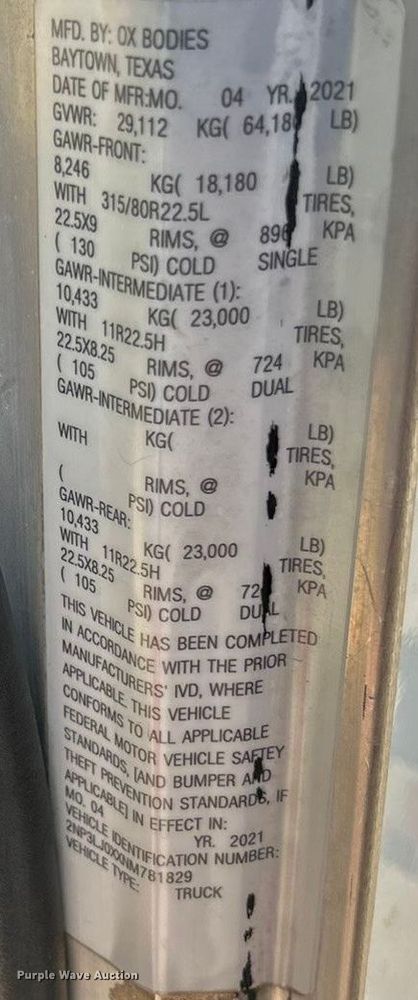 MFD. BY: OX BODIES
BAYTOWN, TEXAS
DATE OF MFR:MO. 04 YR. 2021
GVWR: 29,112 KG( 64,180 LB)
GAWR-FRONT:
8,246 KG( 18,180 LB)
WITH 315/80R22.5L TIRES,
22.5X9 RIMS, @ 896 KPA
( 130 PSI) COLD SINGLE
GAWR-INTERMEDIATE (1):
10,433 KG( 23,000 LB)
WITH 11R22.5H TIRES,
22.5X8.25 RIMS, @ 724 KPA
( 105 PSI) COLD DUAL
GAWR-INTERMEDIATE (2):
KG( LB)
WITH TIRES,
RIMS, @ KPA
( PSI) COLD
GAWR-REAR:
10,433 KG( 23,000 LB)
WITH 11R22.5H TIRES,
22.5X8.25 RIMS, @ 724 KPA
( 105 PSI) COLD DUAL
THIS VEHICLE HAS BEEN COMPLETED
IN ACCORDANCE WITH THE PRIOR
MANUFACTURERS' IVD, WHERE
APPLICABLE. THIS VEHICLE
CONFORMS TO ALL APPLICABLE
FEDERAL MOTOR VEHICLE SAFTEY
STANDARDS, [AND BUMPER AND
THEFT PREVENTION STANDARDS, IF
APPLICABLE] IN EFFECT IN:
MO. 04 YR. 2021
VEHICLE IDENTIFICATION NUMBER:
2NP3LJ0XXNM781829
VEHICLE TYPE: TRUCK
Purple Wave Auction